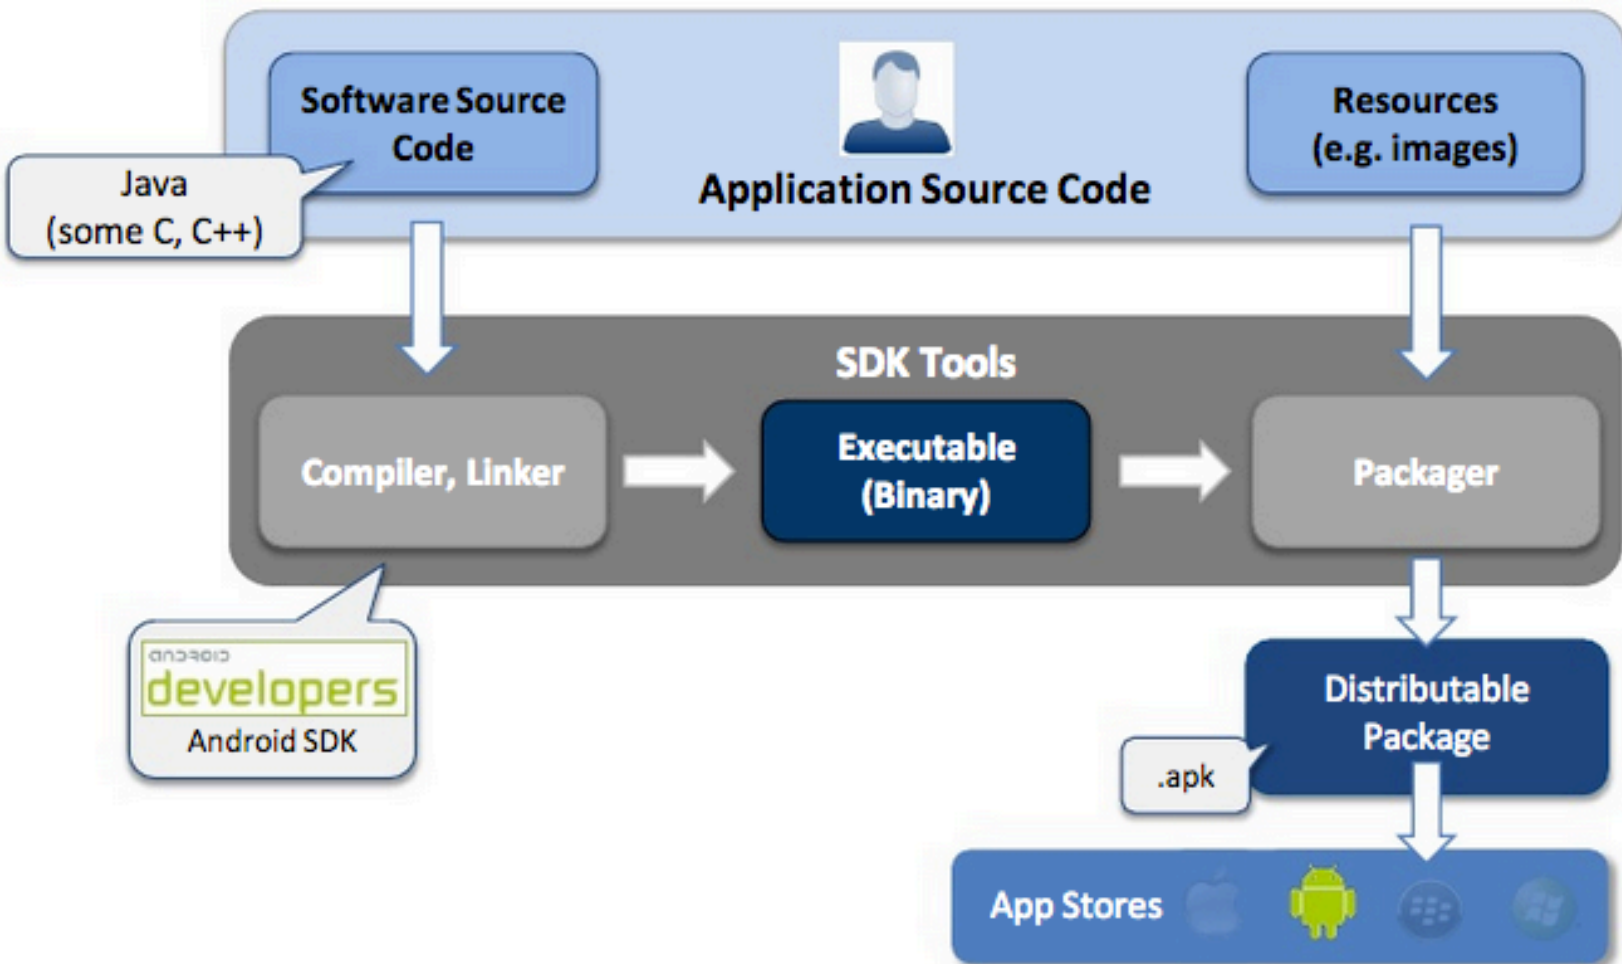 Software Source
Code
Application Source Code
Resources
(e.g. images)
Java
(some C, C++)
SDK Tools
Compiler, Linker
Executable
(Binary)
Packager
android
developers
Android SDK
Distributable
Package
.apk
App Stores